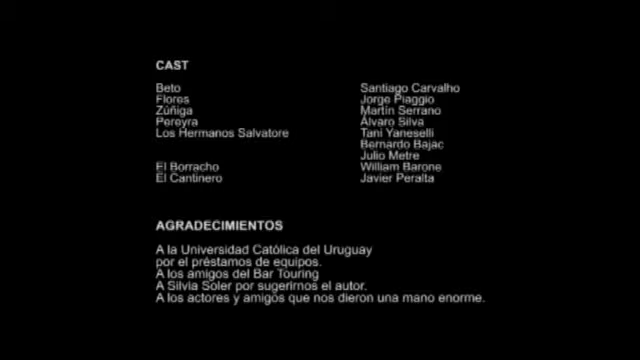 CAST
Beto Santiago Carvalho
Flores Jorge Piaggio
Zúñiga Martín Serrano
Pereyra Álvaro Silva
Los Hermanos Salvatore Tani Yaneselli
Bernardo Bajac
Julio Metre
El Borracho William Barone
El Cantinero Javier Peralta
AGRADECIMIENTOS
A la Universidad Católica del Uruguay
por el préstamos de equipos.
A los amigos del Bar Touring
A Silvia Soler por sugerirnos el autor.
A los actores y amigos que nos dieron una mano enorme.